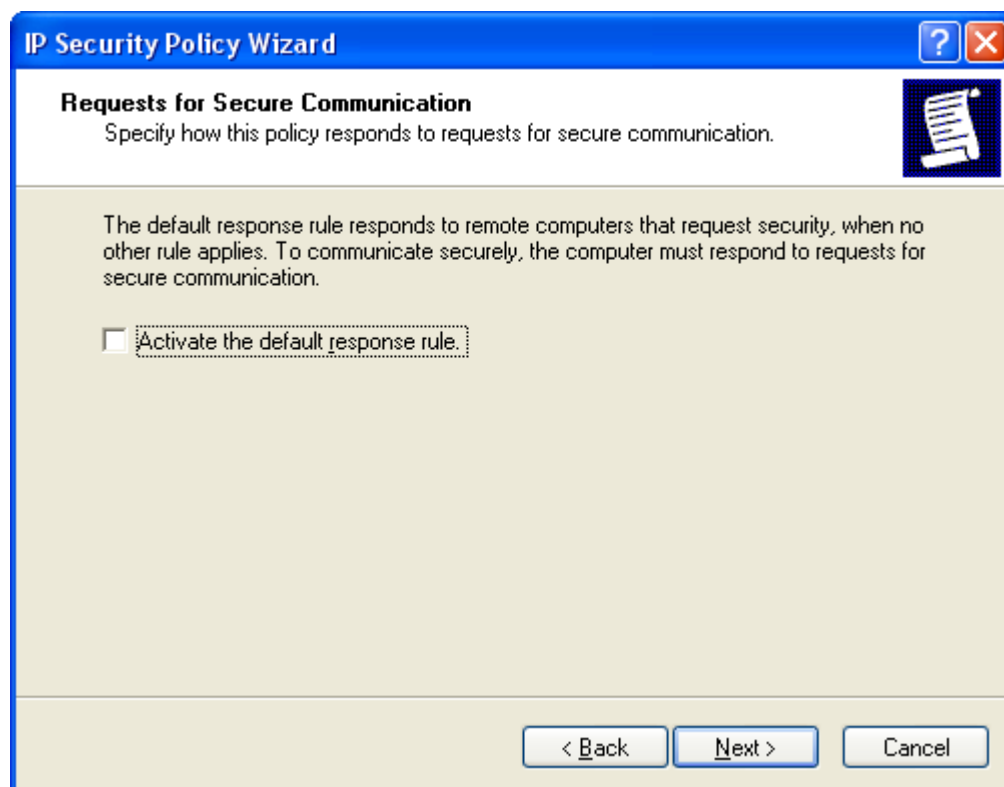 IP Security Policy Wizard
Requests for Secure Communication
Specify how this policy responds to requests for secure communication.
The default response rule responds to remote computers that request security, when no
other rule applies. To communicate securely, the computer must respond to requests for
secure communication.
Activate the default response rule.
< Back Next > Cancel